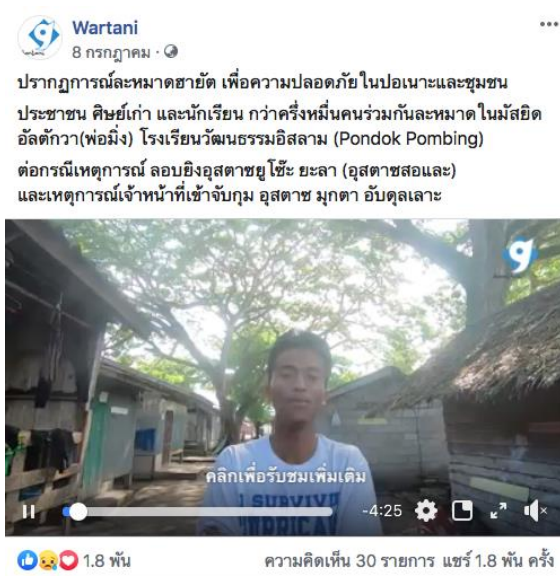 Wartani
8 กรกฎาคม ·
ปรากฏการณ์ละหมาดฮายัต เพื่อความปลอดภัยในปอเนาะและชุมชน
ประชาชน ศิษย์เก่า และนักเรียน กว่าครึ่งหมื่นคนร่วมกันละหมาดในมัสยิด
อัลตักวา(พ่อมิ่ง) โรงเรียนวัฒนธรรมอิสลาม (Pondok Pombing)
ต่อกรณีเหตุการณ์ ลอบยิงอุสตาซยูโซ๊ะ ยะลา (อุสตาซสอและ)
และเหตุการณ์เจ้าหน้าที่เข้าจับกุม อุสตาซ มุกตา อับดุลเลาะ
คลิกเพื่อรับชมเพิ่มเติม
I SURVIVE
-4:25
1.8 พัน
ความคิดเห็น 30 รายการ แชร์ 1.8 พัน ครั้ง